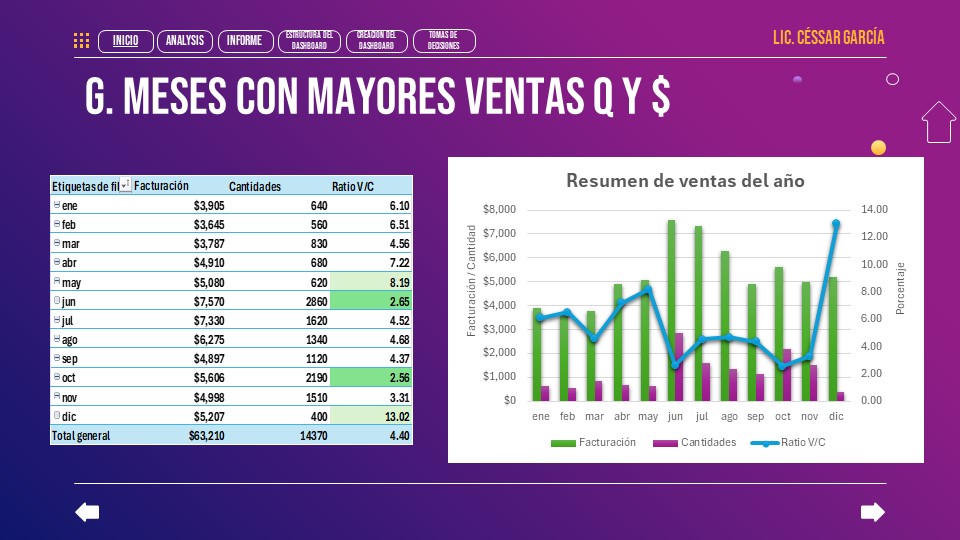 INICIO ANALYSIS INFORME ESTRUCTURA DEL DASHBOARD CREACION DEL DASHBOARD TOMAS DE DECISIONES
LIC. CÉSSAR GARCÍA
G. MESES CON MAYORES VENTAS Q Y $
Etiquetas de fil Facturación Cantidades Ratio V/C
ene $3,905 640 6.10
feb $3,645 560 6.51
mar $3,787 830 4.56
abr $4,910 680 7.22
may $5,080 620 8.19
jun $7,570 2860 2.65
jul $7,330 1620 4.52
ago $6,275 1340 4.68
sep $4,897 1120 4.37
oct $5,606 2190 2.56
nov $4,998 1510 3.31
dic $5,207 400 13.02
Total general $63,210 14370 4.40
Resumen de ventas del año
Facturación / Cantidad
$8,000
$7,000
$6,000
$5,000
$4,000
$3,000
$2,000
$1,000
$0
14.00
12.00
10.00
8.00
6.00
4.00
2.00
0.00
Porcentaje
ene feb mar abr may jun jul ago sep oct nov dic
Facturación Cantidades Ratio V/C